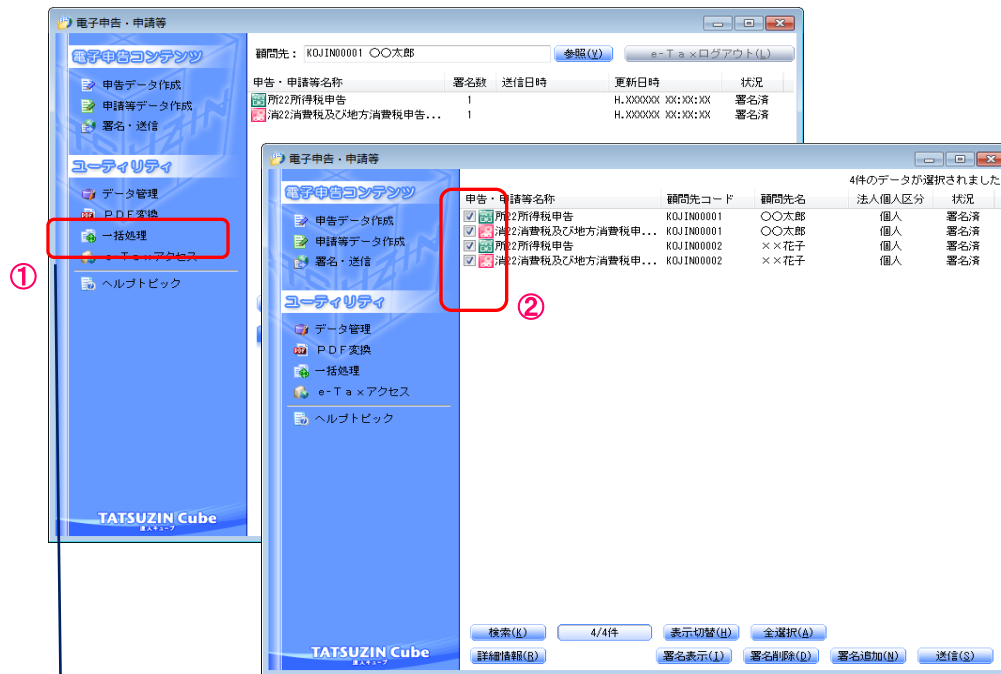 電子申告・申請等
電子申告コンテンツ
申告データ作成
申請等データ作成
署名・送信
ユーティリティ
データ管理
ＰＤＦ変換
一括処理
e-Ｔａｘアクセス
ヘルプトピック
TATSUZIN Cube
達人キューブ
顧問先： KOJIN00001 〇〇太郎 参照(V) e-Ｔａｘログアウト(L)
申告・申請等名称 署名数 送信日時 更新日時 状況
所22所得税申告 1 H.XXXXXX XX:XX:XX 署名済
消22消費税及び地方消費税申告... 1 H.XXXXXX XX:XX:XX 署名済
①
電子申告・申請等
電子申告コンテンツ
申告データ作成
申請等データ作成
署名・送信
ユーティリティ
データ管理
ＰＤＦ変換
一括処理
e-Ｔａｘアクセス
ヘルプトピック
TATSUZIN Cube
達人キューブ
4件のデータが選択されました
申告・申請等名称 顧問先コード 顧問先名 法人個人区分 状況
所22所得税申告 KOJIN00001 〇〇太郎 個人 署名済
消22消費税及び地方消費税申... KOJIN00001 〇〇太郎 個人 署名済
所22所得税申告 KOJIN00002 ××花子 個人 署名済
消22消費税及び地方消費税申... KOJIN00002 ××花子 個人 署名済
②
検索(K) 4/4件 表示切替(H) 全選択(A)
詳細情報(R) 署名表示(I) 署名削除(D) 署名追加(N) 送信(S)